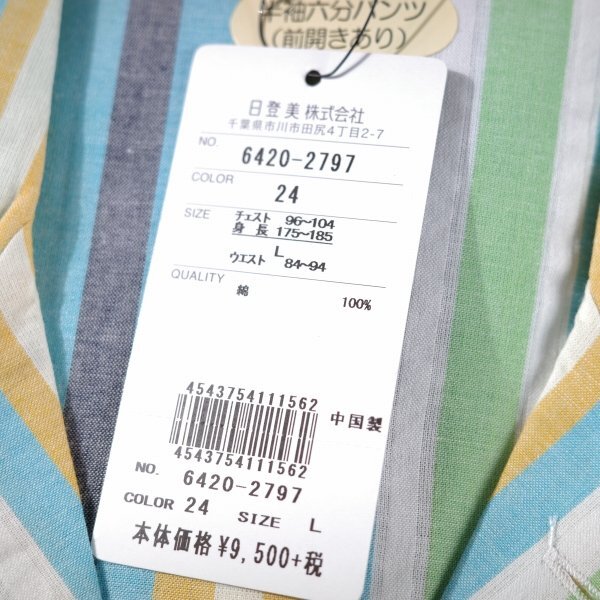 半袖六分パンツ
(前開きあり)
日登美株式会社
千葉県市川市田尻4丁目2-7
NO. 6420-2797
COLOR 24
SIZE チェスト 96~104
身長 175~185
L
ウエスト 84~94
QUALITY
綿 100%
4543754111562
中国製
4543754111562
NO. 6420-2797
COLOR 24 SIZE L
本体価格 ¥9,500+税